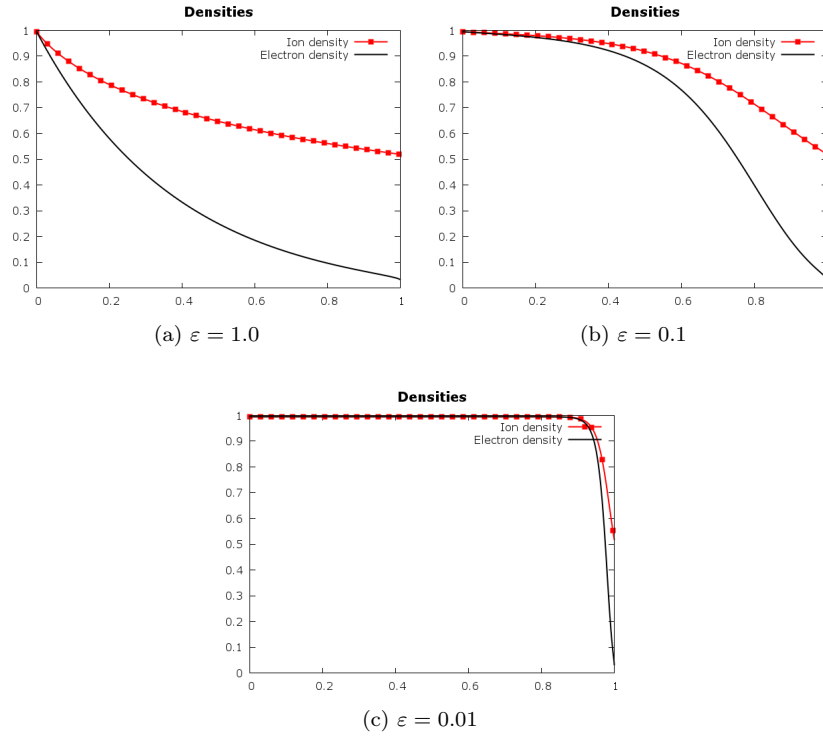 Densities
Ion density
Electron density
1
0.9
0.8
0.7
0.6
0.5
0.4
0.3
0.2
0.1
0
0 0.2 0.4 0.6 0.8 1
(a) ε = 1.0
Densities
Ion density
Electron density
1
0.9
0.8
0.7
0.6
0.5
0.4
0.3
0.2
0.1
0
0 0.2 0.4 0.6 0.8
(b) ε = 0.1
Densities
Ion density
Electron density
1
0.9
0.8
0.7
0.6
0.5
0.4
0.3
0.2
0.1
0
0 0.2 0.4 0.6 0.8 1
(c) ε = 0.01